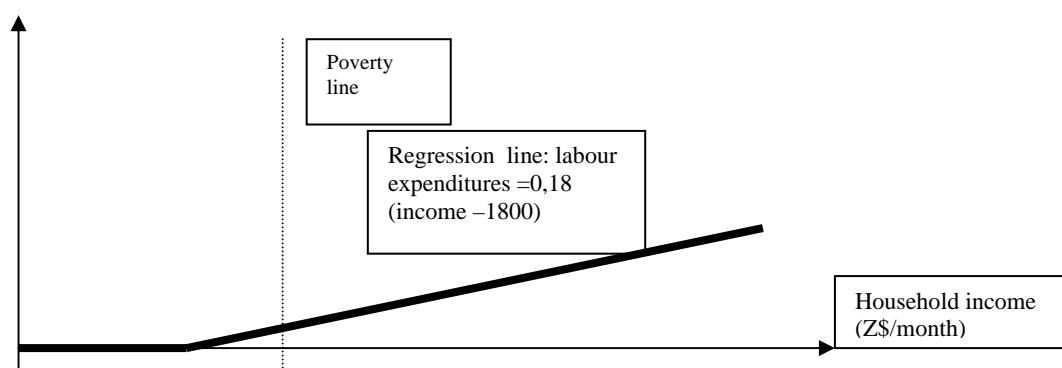 Poverty
line
Regression line: labour
expenditures =0,18
(income –1800)
Household income
(Z$/month)